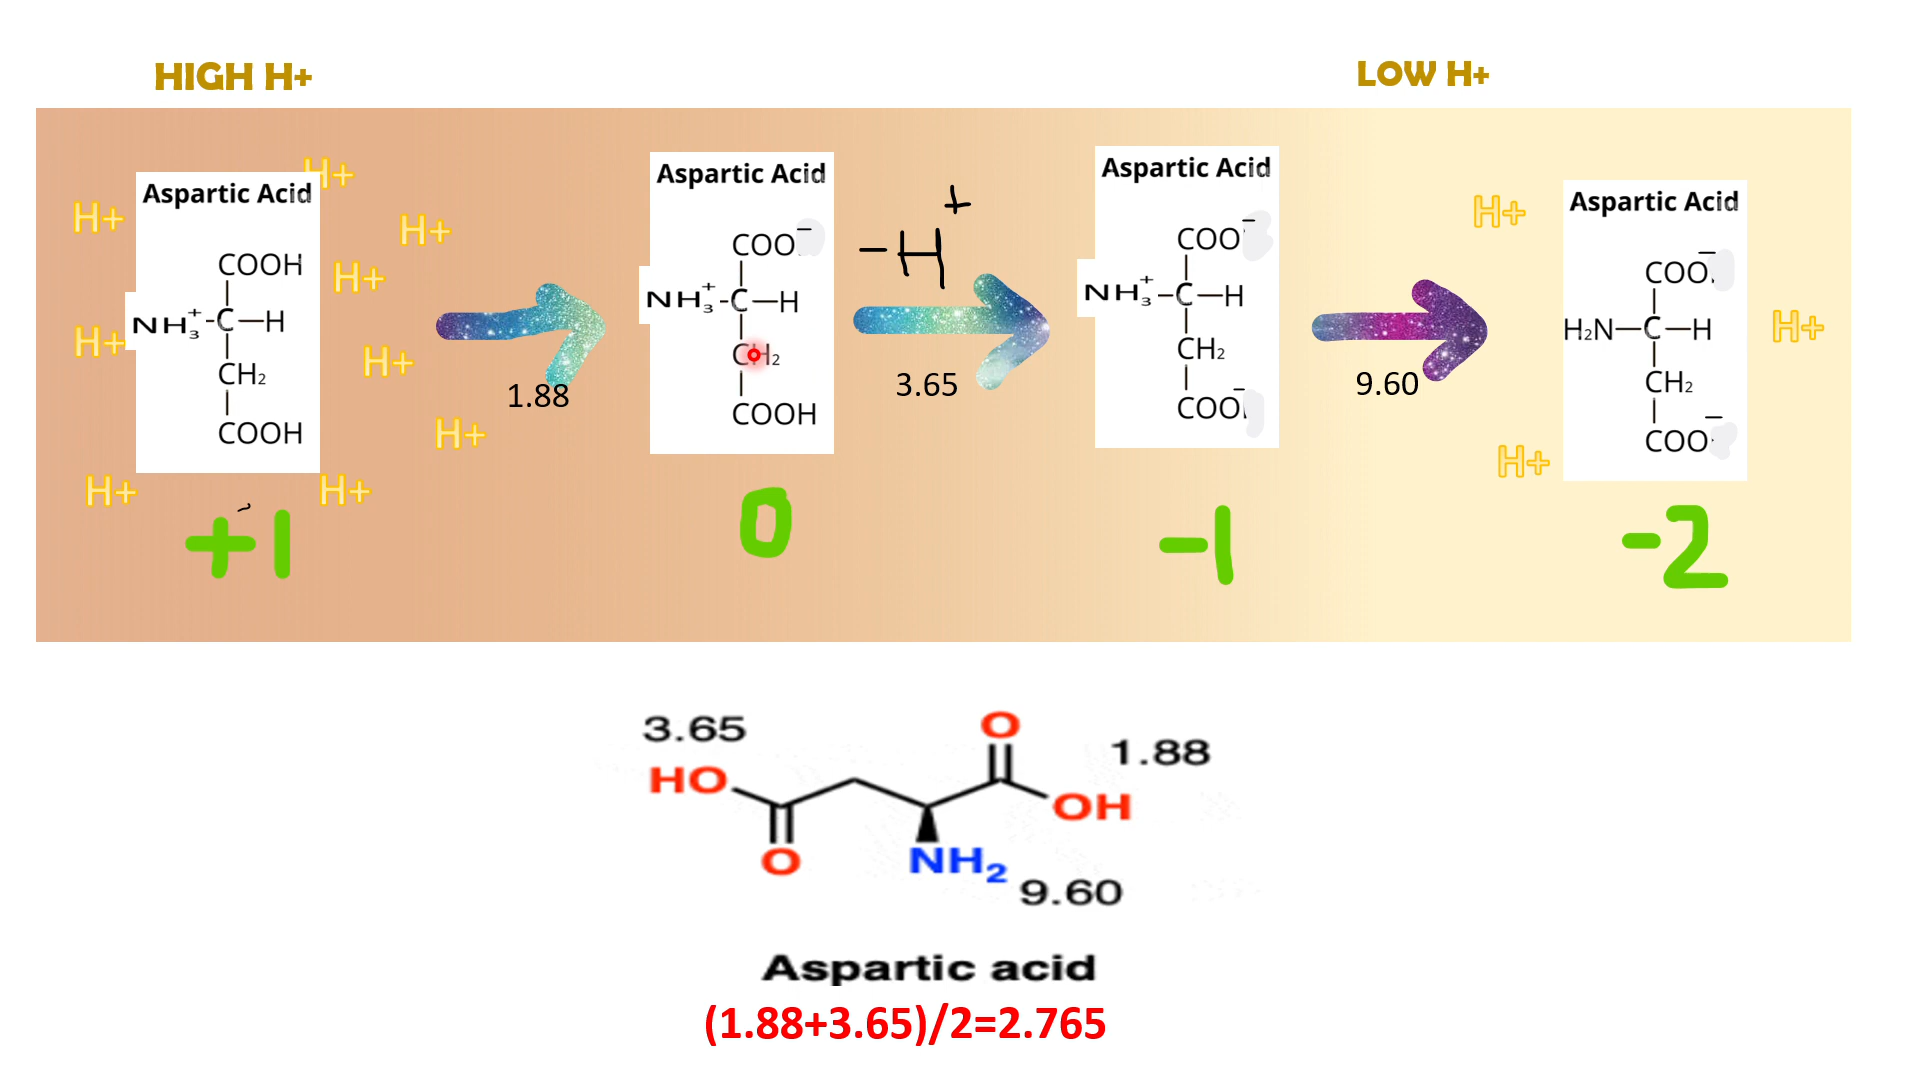 HIGH H+
LOW H+
H+
H+
H+
H+
H+
H+
H+
H+
H+
Aspartic Acid
COOH
NH₃⁺-C—H
CH₂
COOH
+1
1.88
Aspartic Acid
COO⁻
NH₃⁺-C—H
CH₂
COOH
0
-H⁺
3.65
Aspartic Acid
COO⁻
NH₃⁺-C—H
CH₂
COO⁻
-1
9.60
H+
H+
H+
Aspartic Acid
COO⁻
H₂N—C—H
CH₂
COO⁻
-2
3.65
O
1.88
HO
OH
O
NH₂
9.60
Aspartic acid
(1.88+3.65)/2=2.765